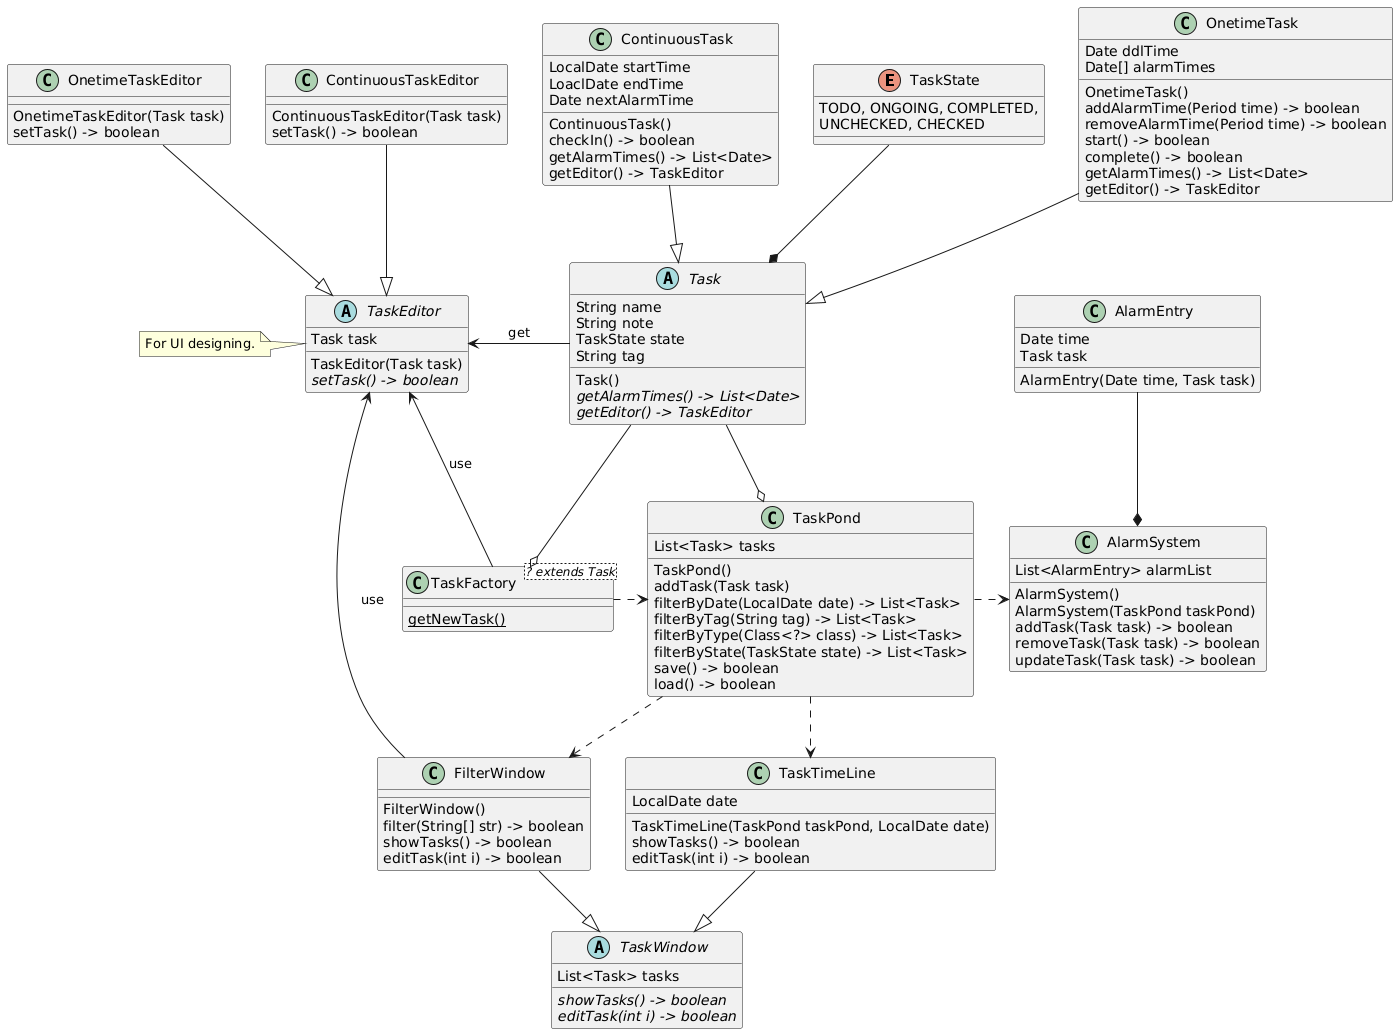 C OnetimeTaskEditor
OnetimeTaskEditor(Task task)
setTask() -> boolean
C ContinuousTaskEditor
ContinuousTaskEditor(Task task)
setTask() -> boolean
C ContinuousTask
LocalDate startTime
LoaclDate endTime
Date nextAlarmTime
ContinuousTask()
checkIn() -> boolean
getAlarmTimes() -> List<Date>
getEditor() -> TaskEditor
E TaskState
TODO, ONGOING, COMPLETED,
UNCHECKED, CHECKED
C OnetimeTask
Date ddlTime
Date[] alarmTimes
OnetimeTask()
addAlarmTime(Period time) -> boolean
removeAlarmTime(Period time) -> boolean
start() -> boolean
complete() -> boolean
getAlarmTimes() -> List<Date>
getEditor() -> TaskEditor
For UI designing.
A TaskEditor
Task task
TaskEditor(Task task)
setTask() -> boolean
get
A Task
String name
String note
TaskState state
String tag
Task()
getAlarmTimes() -> List<Date>
getEditor() -> TaskEditor
C AlarmEntry
Date time
Task task
AlarmEntry(Date time, Task task)
use
use
C TaskFactory
? extends Task
getNewTask()
C TaskPond
List<Task> tasks
TaskPond()
addTask(Task task)
filterByDate(LocalDate date) -> List<Task>
filterByTag(String tag) -> List<Task>
filterByType(Class<?> class) -> List<Task>
filterByState(TaskState state) -> List<Task>
save() -> boolean
load() -> boolean
C AlarmSystem
List<AlarmEntry> alarmList
AlarmSystem()
AlarmSystem(TaskPond taskPond)
addTask(Task task) -> boolean
removeTask(Task task) -> boolean
updateTask(Task task) -> boolean
C FilterWindow
FilterWindow()
filter(String[] str) -> boolean
showTasks() -> boolean
editTask(int i) -> boolean
C TaskTimeLine
LocalDate date
TaskTimeLine(TaskPond taskPond, LocalDate date)
showTasks() -> boolean
editTask(int i) -> boolean
A TaskWindow
List<Task> tasks
showTasks() -> boolean
editTask(int i) -> boolean